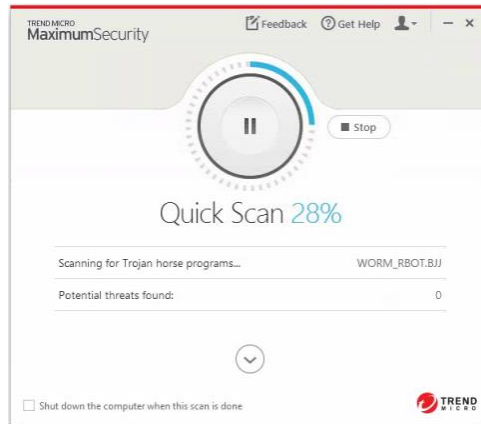 TREND MICRO
MaximumSecurity
Feedback
Get Help
Stop
Quick Scan 28%
Scanning for Trojan horse programs... WORM_RBOT.BJJ
Potential threats found: 0
Shut down the computer when this scan is done
TREND
MICRO